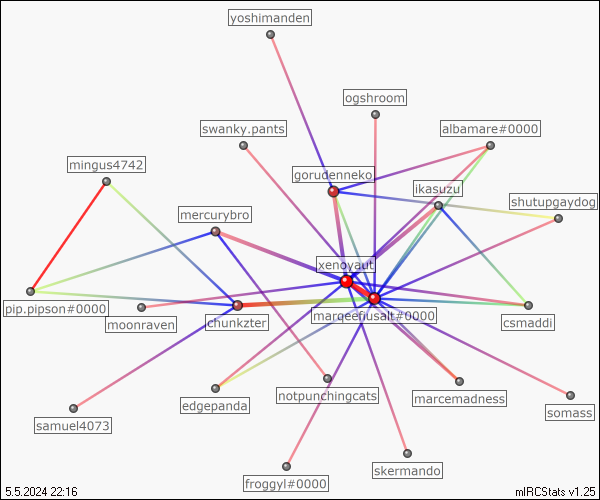 yoshimanden
ogshroom
swanky.pants
albamare#0000
mingus4742
gorudenneko
ikasuzu
shutupgaydog
mercurybro
xenoyaut
pip.pipson#0000
moonraven
chunkzter
marqeefiusalt#0000
csmaddi
edgepanda
notpunchingcats
marcemadness
somass
samuel4073
froggyl#0000
skermando
5.5.2024 22:16
mIRCStats v1.25